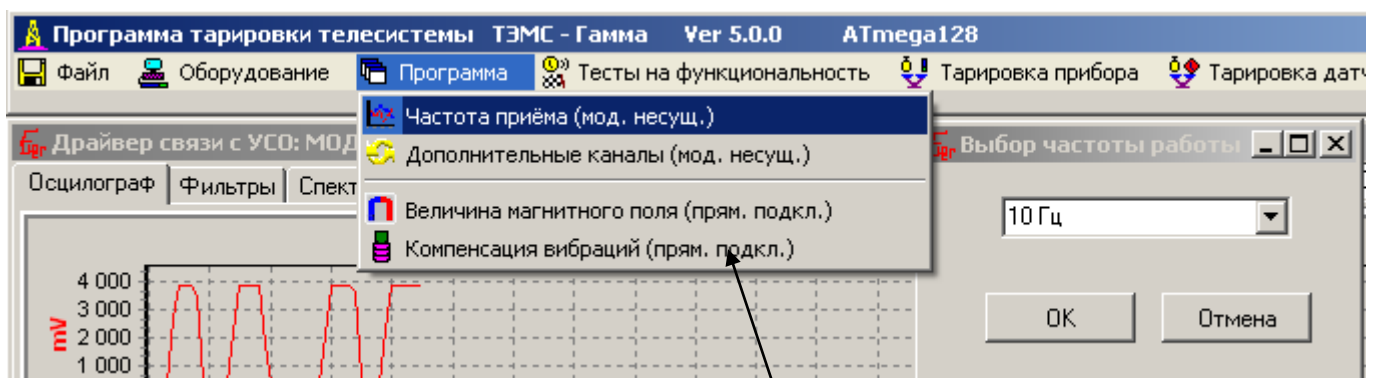 Программа тарировки телесистемы ТЭМС - Гамма Ver 5.0.0 ATmega128
Файл Оборудование Программа Тесты на функциональность Тарировка прибора Тарировка
Частота приёма (мод. несущ.)
Драйвер связи с УСО:
Выбор частоты работы
Дополнительные каналы (мод. несущ.)
Осцилограф Фильтры
Величина магнитного поля (прям. подкл.)
10 Гц
Компенсация вибраций (прям. подкл.)
4 000
3 000
2 000
1 000
mV
OK Отмена